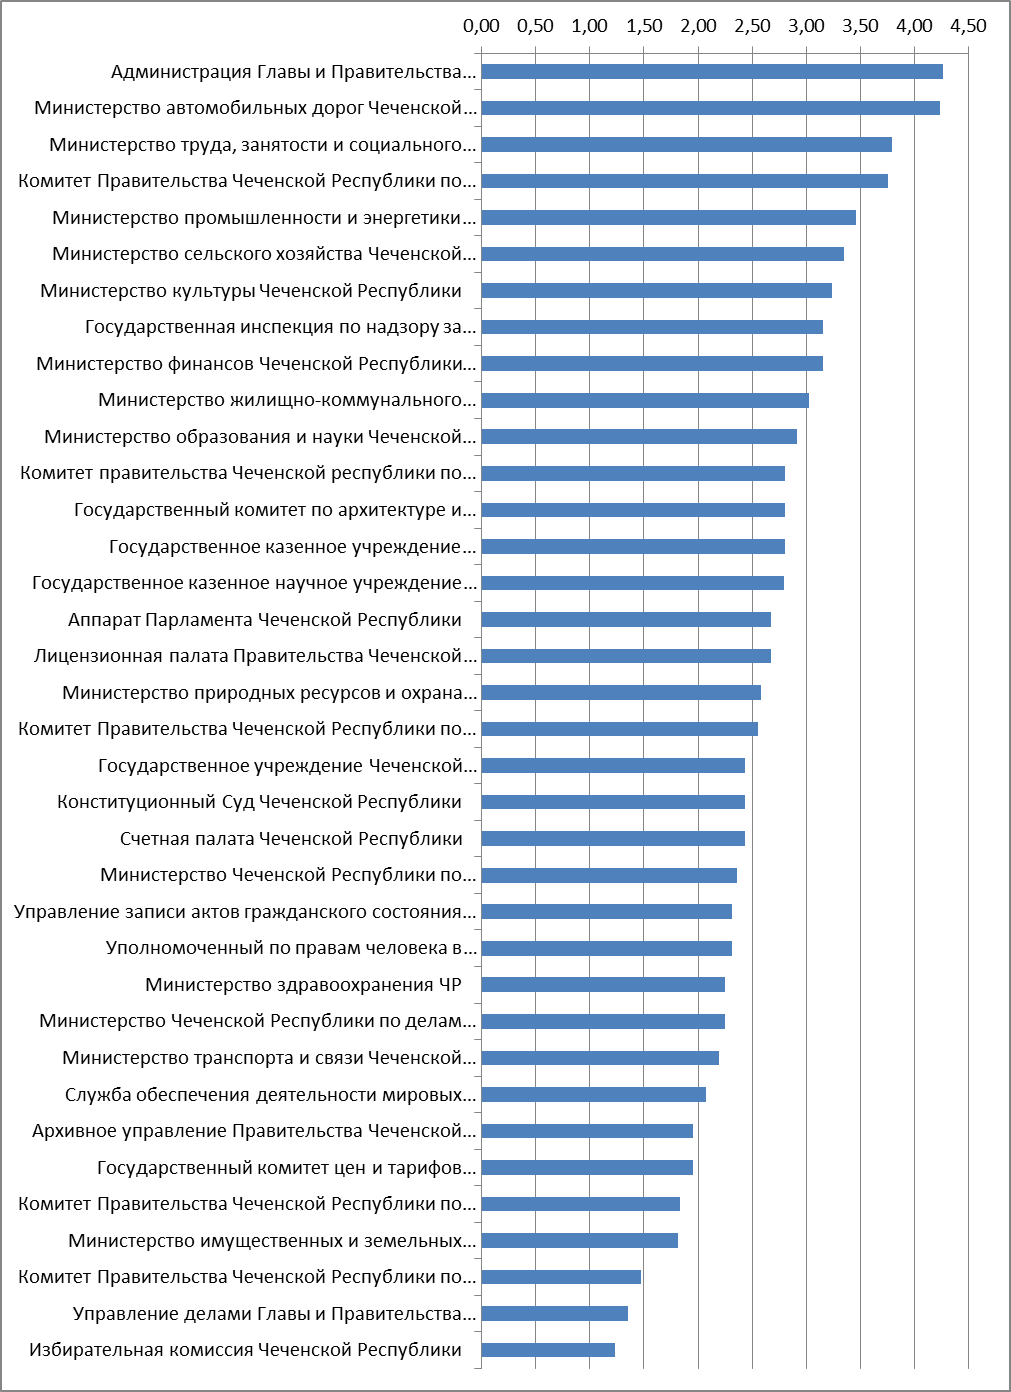 0,00 0,50 1,00 1,50 2,00 2,50 3,00 3,50 4,00 4,50
Администрация Главы и Правительства...
Министерство автомобильных дорог Чеченской...
Министерство труда, занятости и социального...
Комитет Правительства Чеченской Республики по...
Министерство промышленности и энергетики...
Министерство сельского хозяйства Чеченской...
Министерство культуры Чеченской Республики
Государственная инспекция по надзору за...
Министерство финансов Чеченской Республики...
Министерство жилищно-коммунального...
Министерство образования и науки Чеченской...
Комитет правительства Чеченской республики по...
Государственный комитет по архитектуре и...
Государственное казенное учреждение...
Государственное казенное научное учреждение...
Аппарат Парламента Чеченской Республики
Лицензионная палата Правительства Чеченской...
Министерство природных ресурсов и охрана...
Комитет Правительства Чеченской Республики по...
Государственное учреждение Чеченской...
Конституционный Суд Чеченской Республики
Счетная палата Чеченской Республики
Министерство Чеченской Республики по...
Управление записи актов гражданского состояния...
Уполномоченный по правам человека в...
Министерство здравоохранения ЧР
Министерство Чеченской Республики по делам...
Министерство транспорта и связи Чеченской...
Служба обеспечения деятельности мировых...
Архивное управление Правительства Чеченской...
Государственный комитет цен и тарифов...
Комитет Правительства Чеченской Республики по...
Министерство имущественных и земельных...
Комитет Правительства Чеченской Республики по...
Управление делами Главы и Правительства...
Избирательная комиссия Чеченской Республики